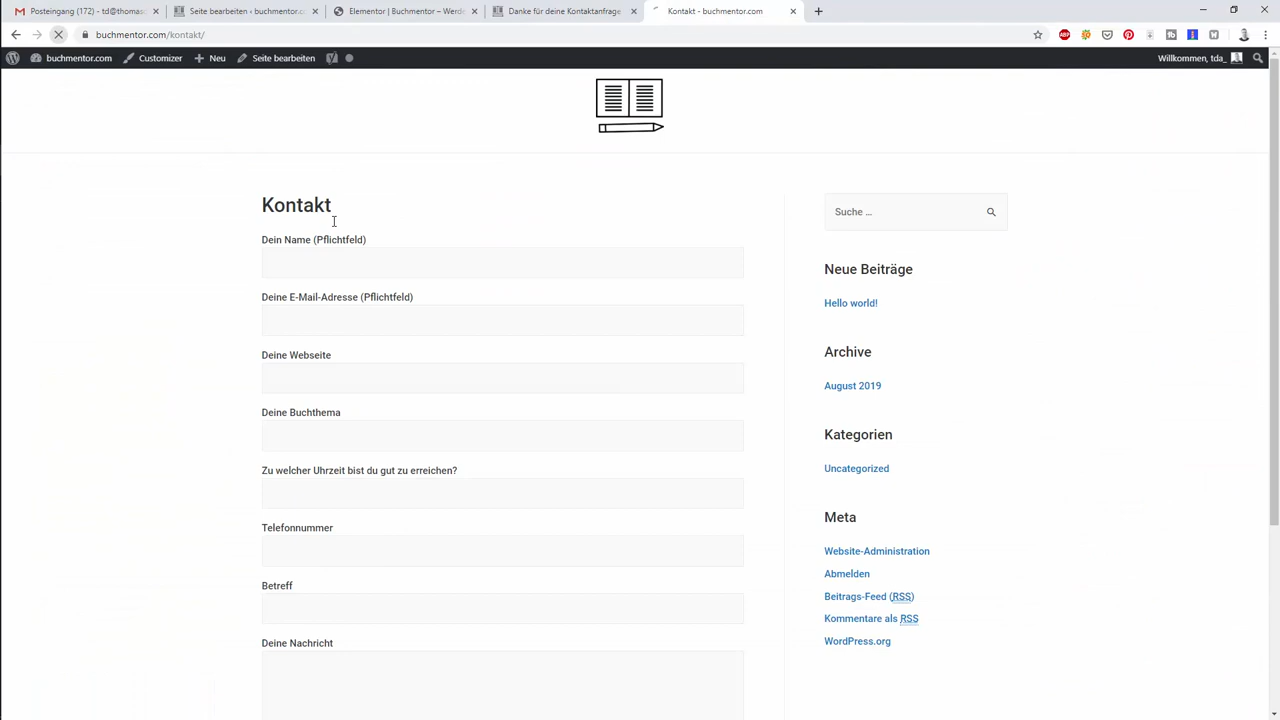 Posteingang (172) - td@thomas
Seite bearbeiten ‹ buchmentor.c
Elementor | Buchmentor – Werde
Danke für deine Kontaktanfrage
Kontakt - buchmentor.com
buchmentor.com/kontakt/
ABP
buchmentor.com
Customizer
Neu
Seite bearbeiten
Willkommen, tda_
Kontakt
Dein Name (Pflichtfeld)
Deine E-Mail-Adresse (Pflichtfeld)
Deine Webseite
Deine Buchthema
Zu welcher Uhrzeit bist du gut zu erreichen?
Telefonnummer
Betreff
Deine Nachricht
Suche …
Neue Beiträge
Hello world!
Archive
August 2019
Kategorien
Uncategorized
Meta
Website-Administration
Abmelden
Beitrags-Feed (RSS)
Kommentare als RSS
WordPress.org